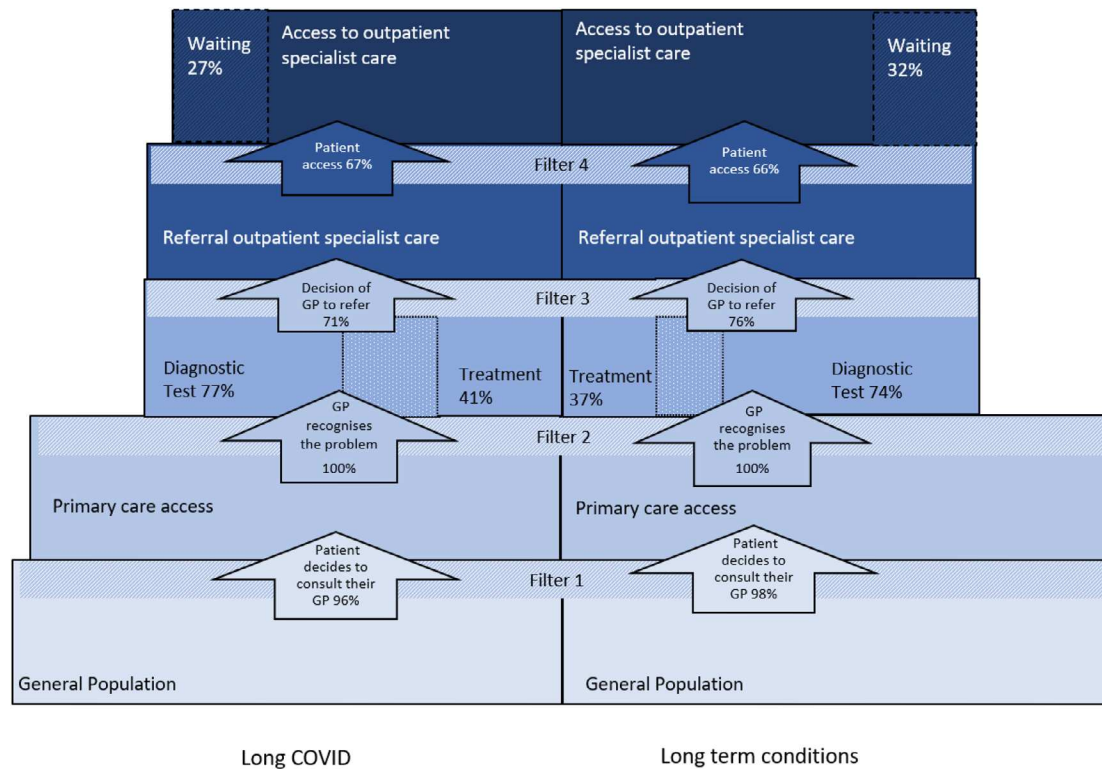 Waiting
27%
Access to outpatient
specialist care
Access to outpatient
specialist care
Waiting
32%
Patient
access 67%
Filter 4
Patient
access 66%
Referral outpatient specialist care
Referral outpatient specialist care
Decision of
GP to refer
71%
Filter 3
Decision of
GP to refer
76%
Diagnostic
Test 77%
Treatment
41%
Treatment
37%
Diagnostic
Test 74%
GP
recognises
the problem
100%
Filter 2
GP
recognises
the problem
100%
Primary care access
Primary care access
Patient
decides to
consult their
GP 96%
Filter 1
Patient
decides to
consult their
GP 98%
General Population
General Population
Long COVID
Long term conditions